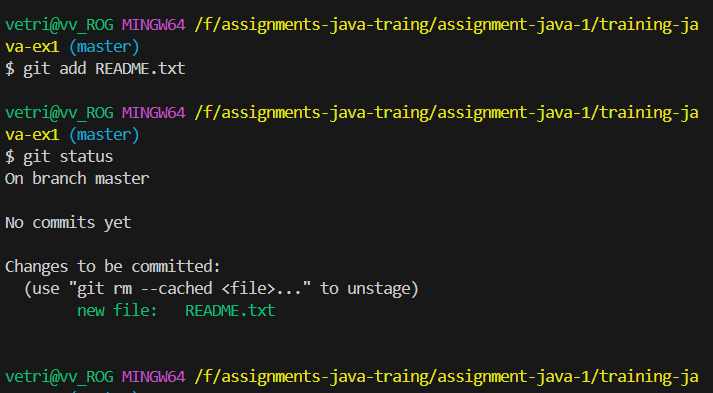 vetri@vv_ROG MINGW64 /f/assignments-java-traing/assignment-java-1/training-ja
va-ex1 (master)
$ git add README.txt
vetri@vv_ROG MINGW64 /f/assignments-java-traing/assignment-java-1/training-ja
va-ex1 (master)
$ git status
On branch master
No commits yet
Changes to be committed:
(use "git rm --cached <file>..." to unstage)
new file:   README.txt
vetri@vv_ROG MINGW64 /f/assignments-java-traing/assignment-java-1/training-ja
(master)